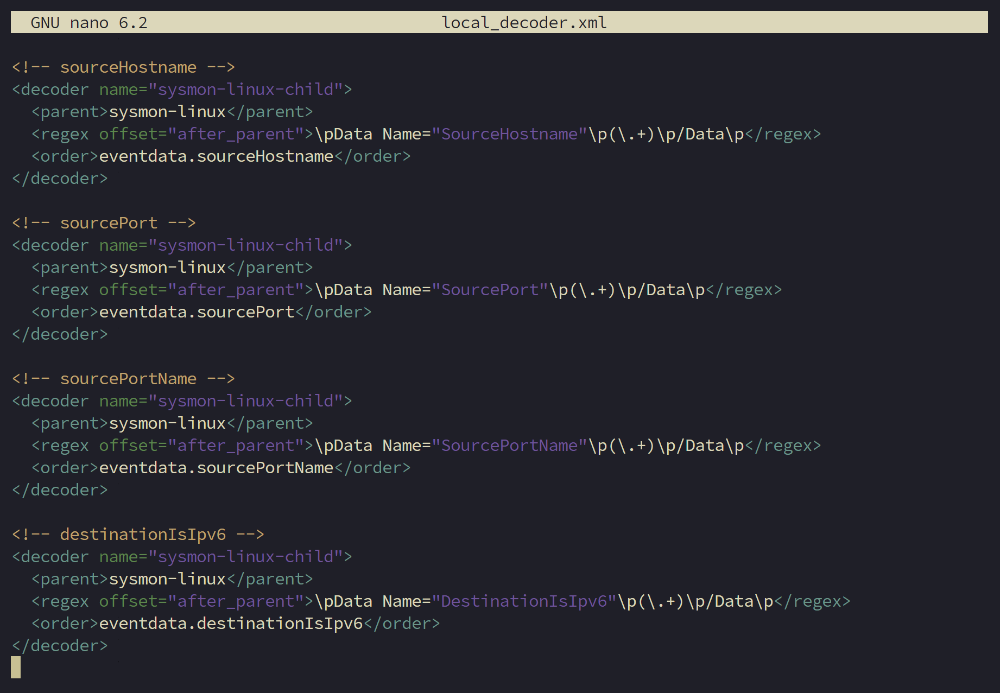 GNU nano 6.2 local_decoder.xml
<!-- sourceHostname -->
<decoder name="sysmon-linux-child">
  <parent>sysmon-linux</parent>
  <regex offset="after_parent">\pData Name="SourceHostname"\p(\.+)\p/Data\p</regex>
  <order>eventdata.sourceHostname</order>
</decoder>
<!-- sourcePort -->
<decoder name="sysmon-linux-child">
  <parent>sysmon-linux</parent>
  <regex offset="after_parent">\pData Name="SourcePort"\p(\.+)\p/Data\p</regex>
  <order>eventdata.sourcePort</order>
</decoder>
<!-- sourcePortName -->
<decoder name="sysmon-linux-child">
  <parent>sysmon-linux</parent>
  <regex offset="after_parent">\pData Name="SourcePortName"\p(\.+)\p/Data\p</regex>
  <order>eventdata.sourcePortName</order>
</decoder>
<!-- destinationIsIpv6 -->
<decoder name="sysmon-linux-child">
  <parent>sysmon-linux</parent>
  <regex offset="after_parent">\pData Name="DestinationIsIpv6"\p(\.+)\p/Data\p</regex>
  <order>eventdata.destinationIsIpv6</order>
</decoder>